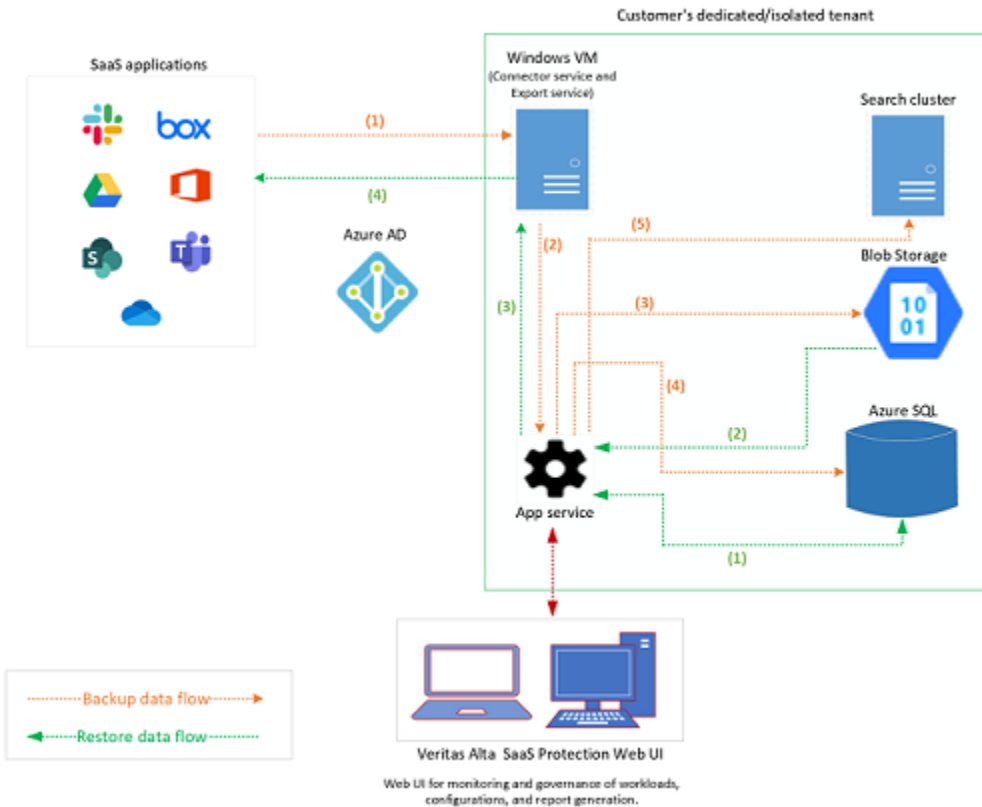 Customer's dedicated/isolated tenant
SaaS applications
Windows VM
(Connector service and
Export service)
Search cluster
box
(1)
(4)
Azure AD
S
T
(2)
(5)
Blob Storage
(3)
(3)
10
01
(4)
Azure SQL
(2)
App service
(1)
Backup data flow
Restore data flow
Veritas Alta SaaS Protection Web UI
Web UI for monitoring and governance of workloads,
configurations, and report generation.